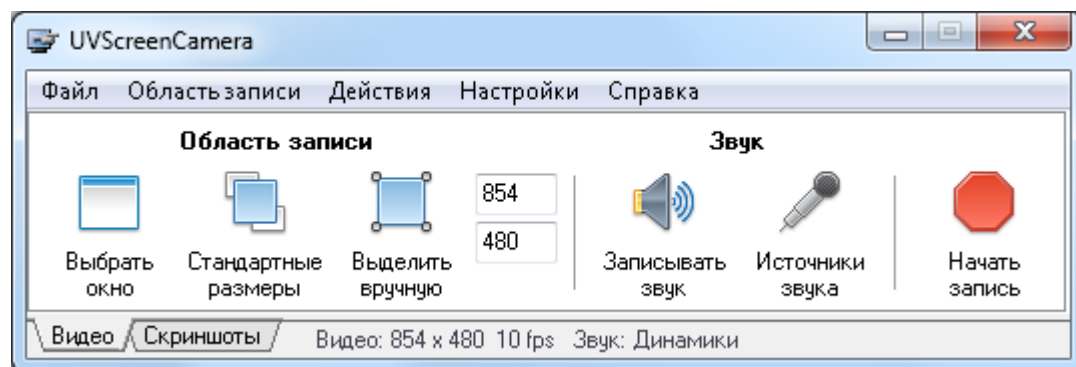 UVScreenCamera
Файл Область записи Действия Настройки Справка
Область записи Звук
854
480
Выбрать окно
Стандартные размеры
Выделить вручную
Записывать звук
Источники звука
Начать запись
Видео Скриншоты Видео: 854 x 480 10 fps Звук: Динамики